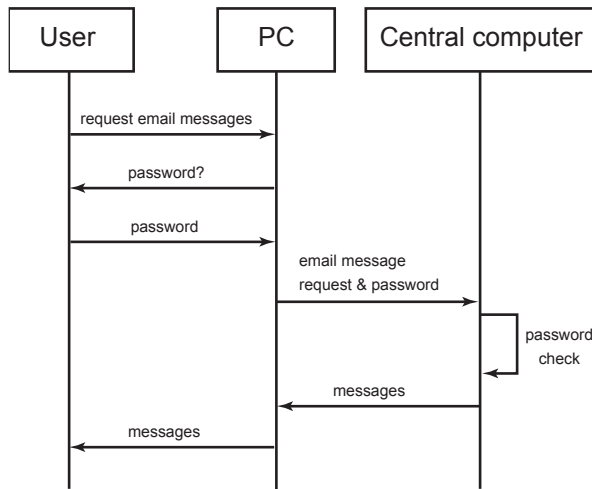 User
PC
Central computer
request email messages
password?
password
email message
request & password
password
check
messages
messages